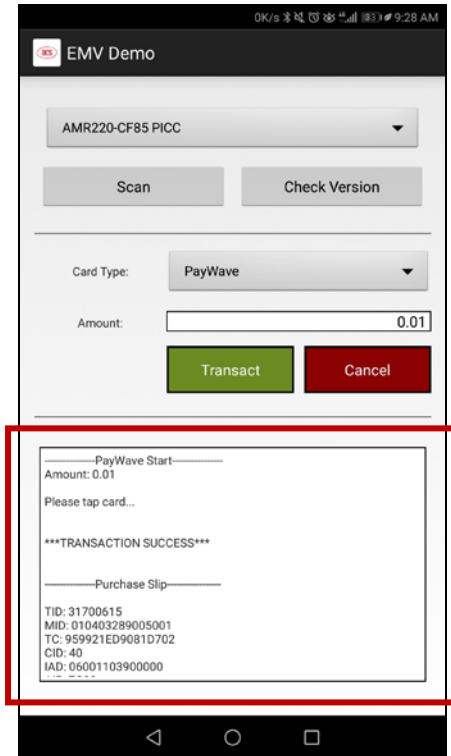 0K/s 9:28 AM
ACS EMV Demo
AMR220-CF85 PICC
Scan Check Version
Card Type: PayWave
Amount: 0.01
Transact Cancel
---------------PayWave Start---------------
Amount: 0.01
Please tap card...
***TRANSACTION SUCCESS***
---------------Purchase Slip---------------
TID: 31700615
MID: 010403289005001
TC: 959921ED9081D702
CID: 40
IAD: 06001103900000